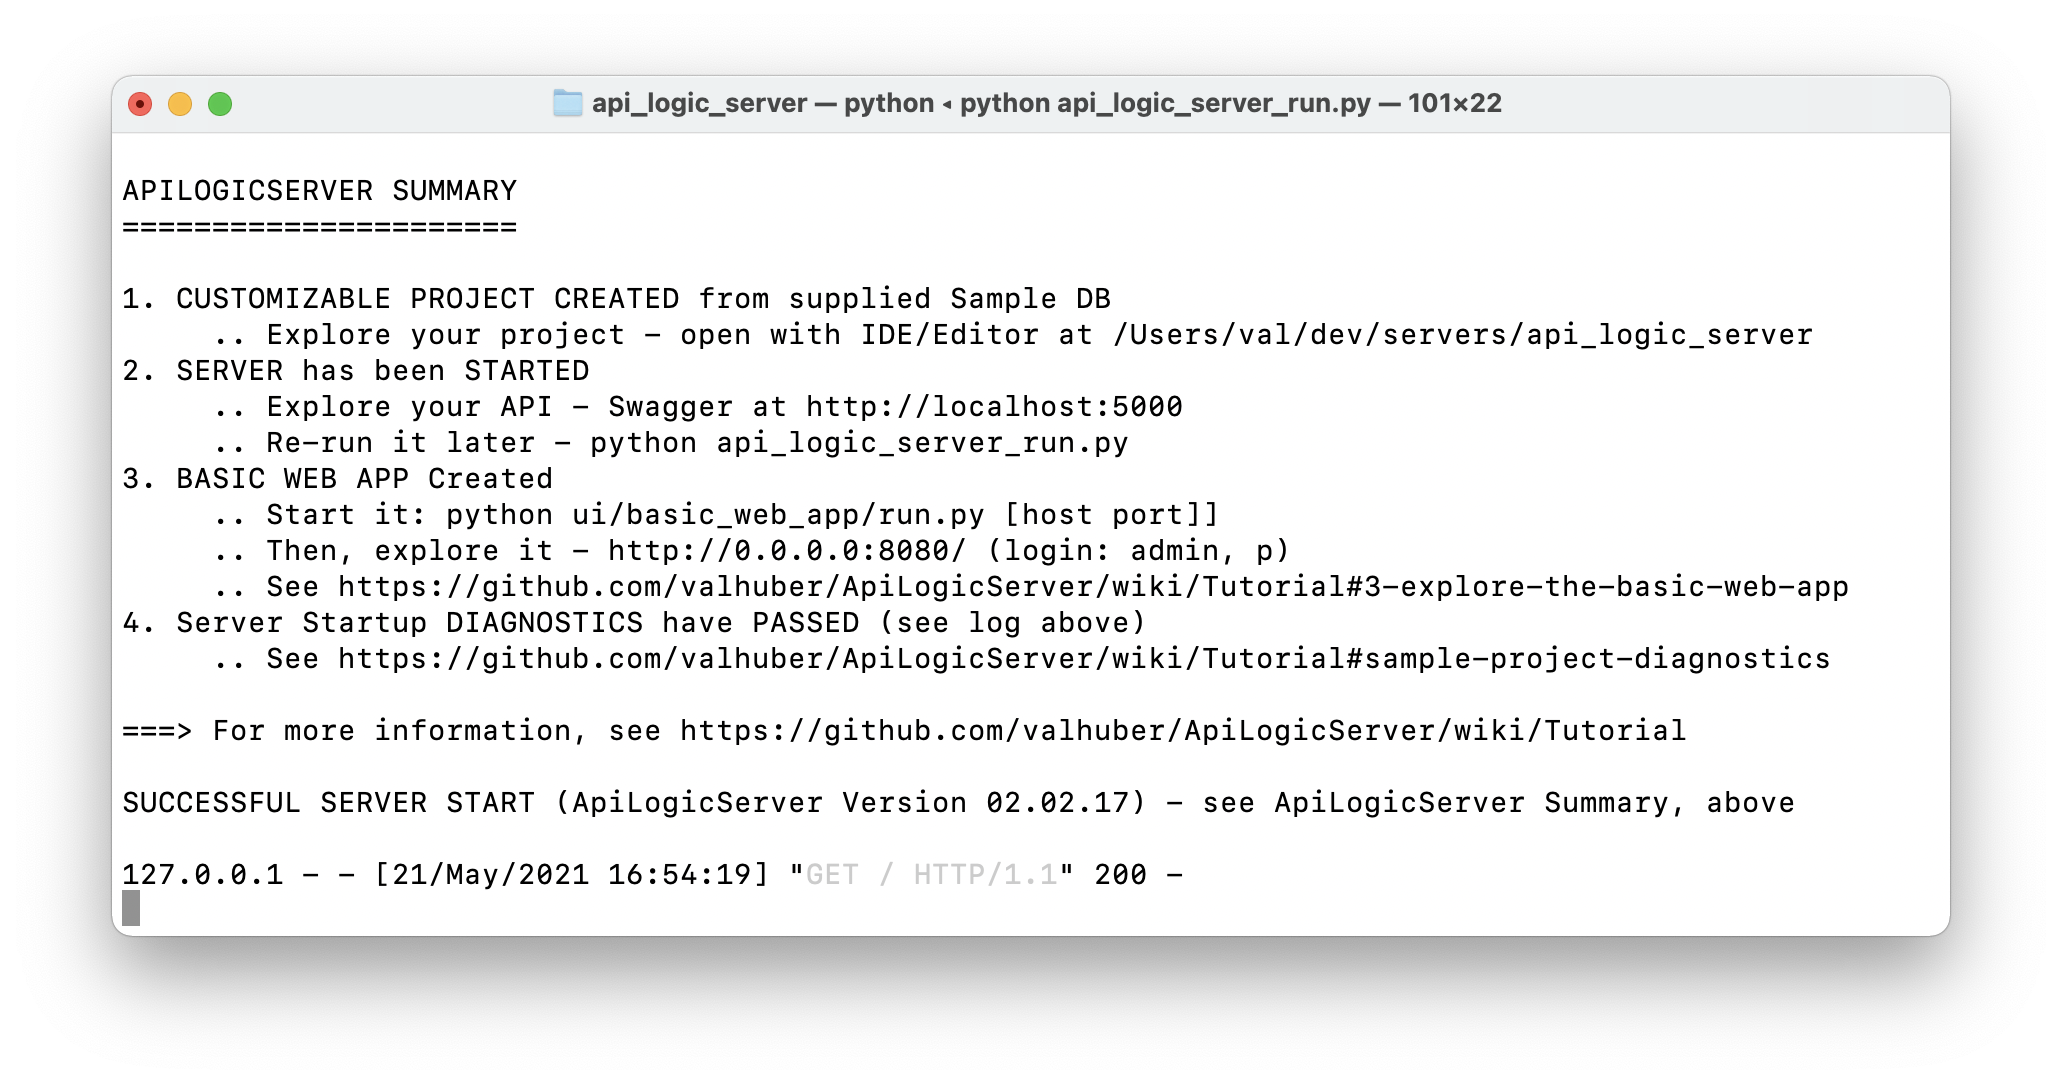 api_logic_server — python ◂ python api_logic_server_run.py — 101×22
APILOGICSERVER SUMMARY
======================
1. CUSTOMIZABLE PROJECT CREATED from supplied Sample DB
.. Explore your project - open with IDE/Editor at /Users/val/dev/servers/api_logic_server
2. SERVER has been STARTED
.. Explore your API - Swagger at http://localhost:5000
.. Re-run it later - python api_logic_server_run.py
3. BASIC WEB APP Created
.. Start it: python ui/basic_web_app/run.py [host port]]
.. Then, explore it - http://0.0.0.0:8080/ (login: admin, p)
.. See https://github.com/valhuber/ApiLogicServer/wiki/Tutorial#3-explore-the-basic-web-app
4. Server Startup DIAGNOSTICS have PASSED (see log above)
.. See https://github.com/valhuber/ApiLogicServer/wiki/Tutorial#sample-project-diagnostics
===> For more information, see https://github.com/valhuber/ApiLogicServer/wiki/Tutorial
SUCCESSFUL SERVER START (ApiLogicServer Version 02.02.17) - see ApiLogicServer Summary, above
127.0.0.1 - - [21/May/2021 16:54:19] "GET / HTTP/1.1" 200 -